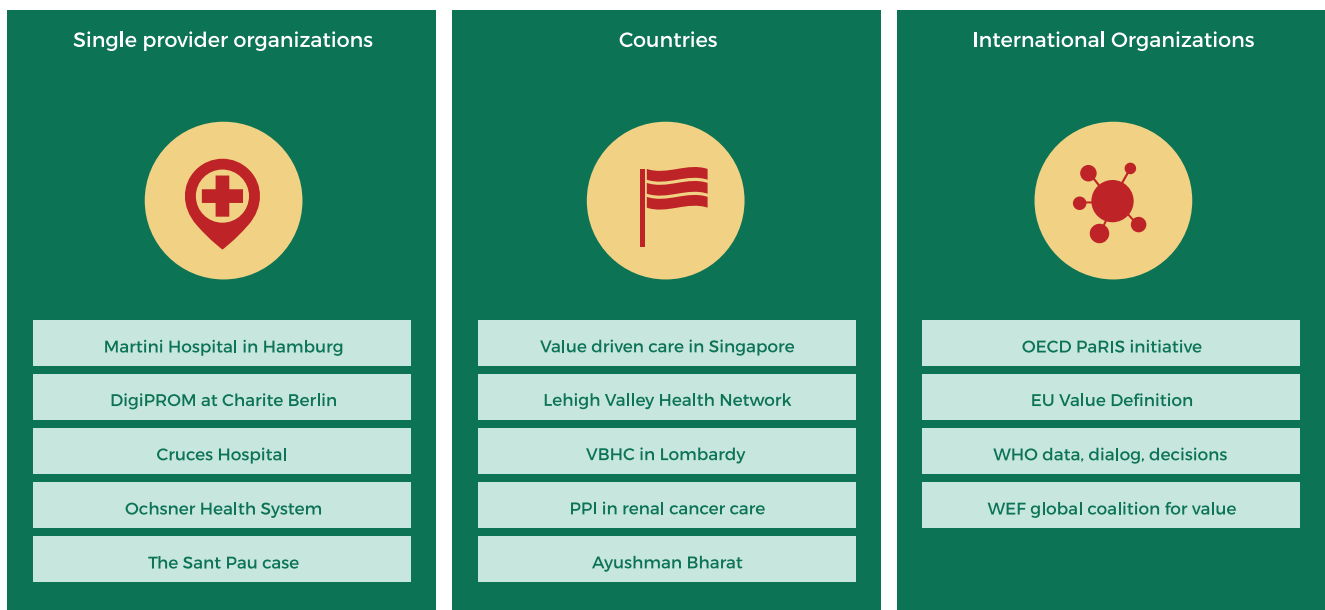 Single provider organizations
Martini Hospital in Hamburg
DigiPROM at Charite Berlin
Cruces Hospital
Ochsner Health System
The Sant Pau case
Countries
Value driven care in Singapore
Lehigh Valley Health Network
VBHC in Lombardy
PPI in renal cancer care
Ayushman Bharat
International Organizations
OECD PaRIS initiative
EU Value Definition
WHO data, dialog, decisions
WEF global coalition for value